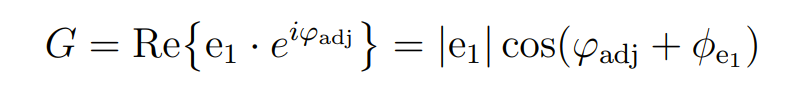 G = Re{e₁ · e^{iφ_adj}} = |e₁| cos(φ_adj + ϕ_{e₁})